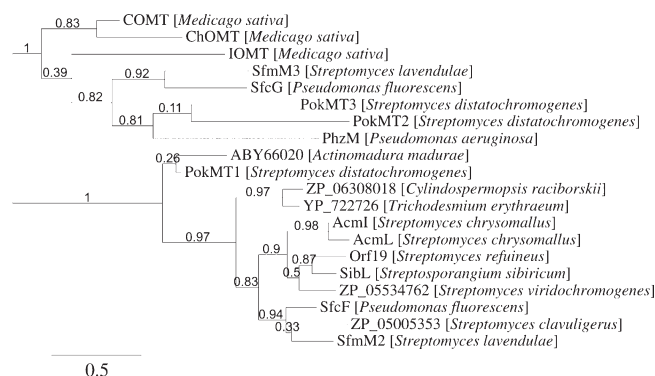 0.83 COMT [Medicago sativa]
ChOMT [Medicago sativa]
1 IOMT [Medicago sativa]
0.39 0.92 SfmM3 [Streptomyces lavendulae]
SfcG [Pseudomonas fluorescens]
0.82 0.11 PokMT3 [Streptomyces distatochromogenes]
0.81 PokMT2 [Streptomyces distatochromogenes]
PhzM [Pseudomonas aeruginosa]
0.26 ABY66020 [Actinomadura madurae]
PokMT1 [Streptomyces distatochromogenes]
1 0.97 ZP_06308018 [Cylindospermopsis raciborskii]
YP_722726 [Trichodesmium erythraeum]
0.98 AcmI [Streptomyces chrysomallus]
0.97 AcmL [Streptomyces chrysomallus]
0.9 0.87 Orf19 [Streptomyces refuineus]
0.5 SibL [Streptosporangium sibiricum]
0.83 ZP_05534762 [Streptomyces viridochromogenes]
0.94 SfcF [Pseudomonas fluorescens]
0.33 ZP_05005353 [Streptomyces clavuligerus]
SfmM2 [Streptomyces lavendulae]
0.5